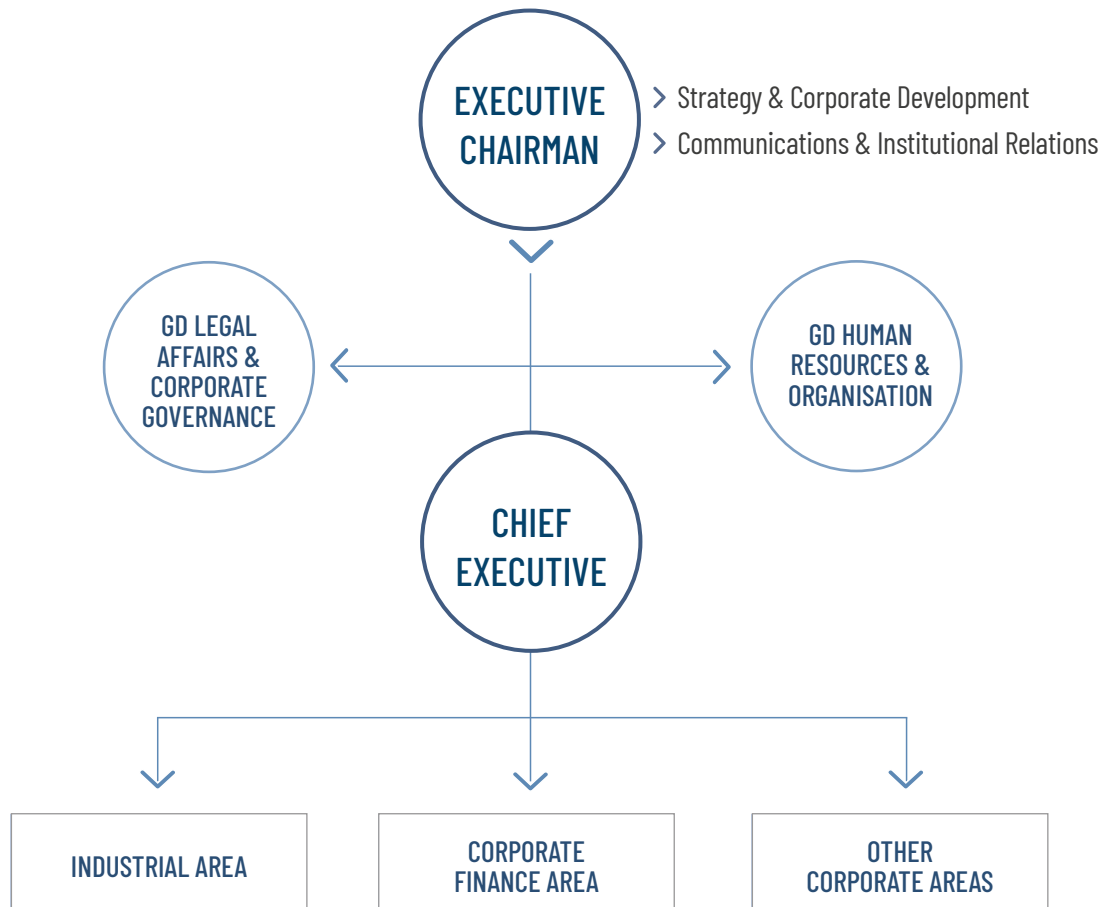 EXECUTIVE
CHAIRMAN
Strategy & Corporate Development
Communications & Institutional Relations
GD LEGAL
AFFAIRS &
CORPORATE
GOVERNANCE
GD HUMAN
RESOURCES &
ORGANISATION
CHIEF
EXECUTIVE
INDUSTRIAL AREA
CORPORATE
FINANCE AREA
OTHER
CORPORATE AREAS